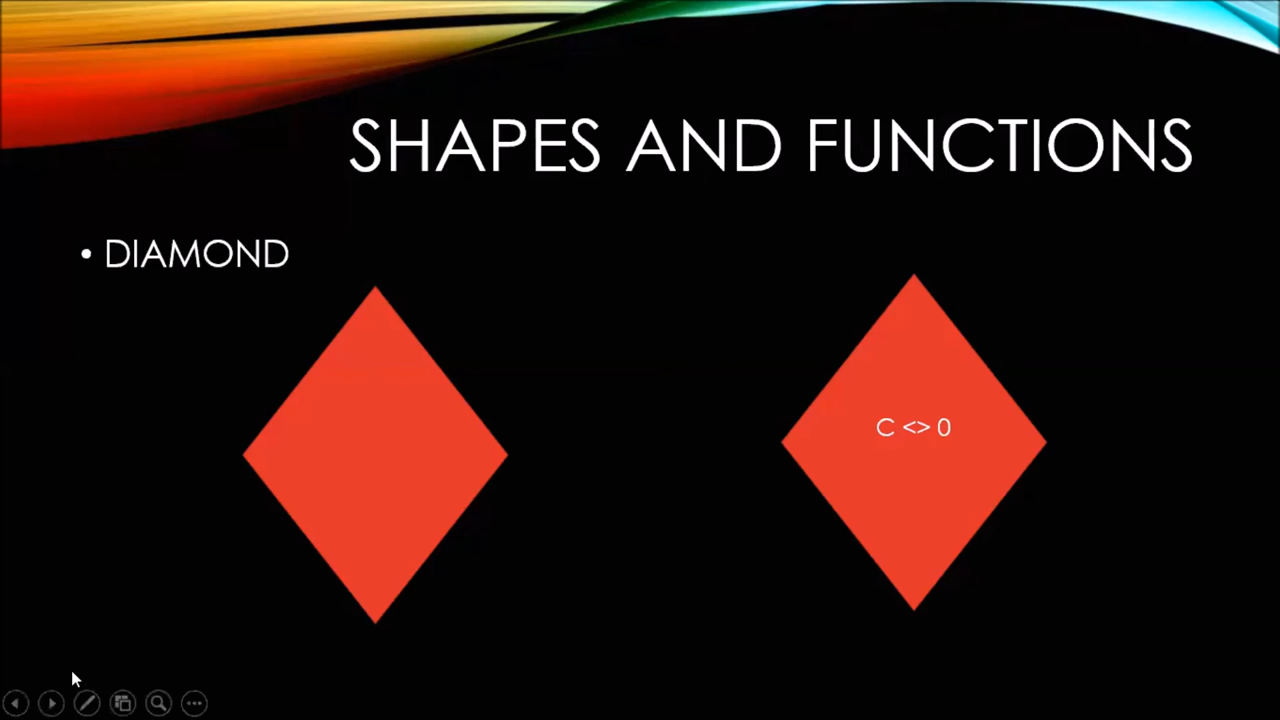 SHAPES AND FUNCTIONS
• DIAMOND
C <> 0